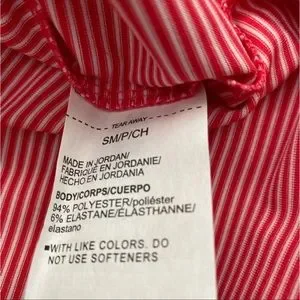 TEAR AWAY
SM/P/CH
MADE IN JORDAN/
FABRIQUÉ EN JORDANIE/
HECHO EN JORDANIA
BODY/CORPS/CUERPO
94% POLYESTER/poliéster
6% ELASTANE/ÉLASTHANNE/
elastano
■WITH LIKE COLORS. DO
NOT USE SOFTENERS